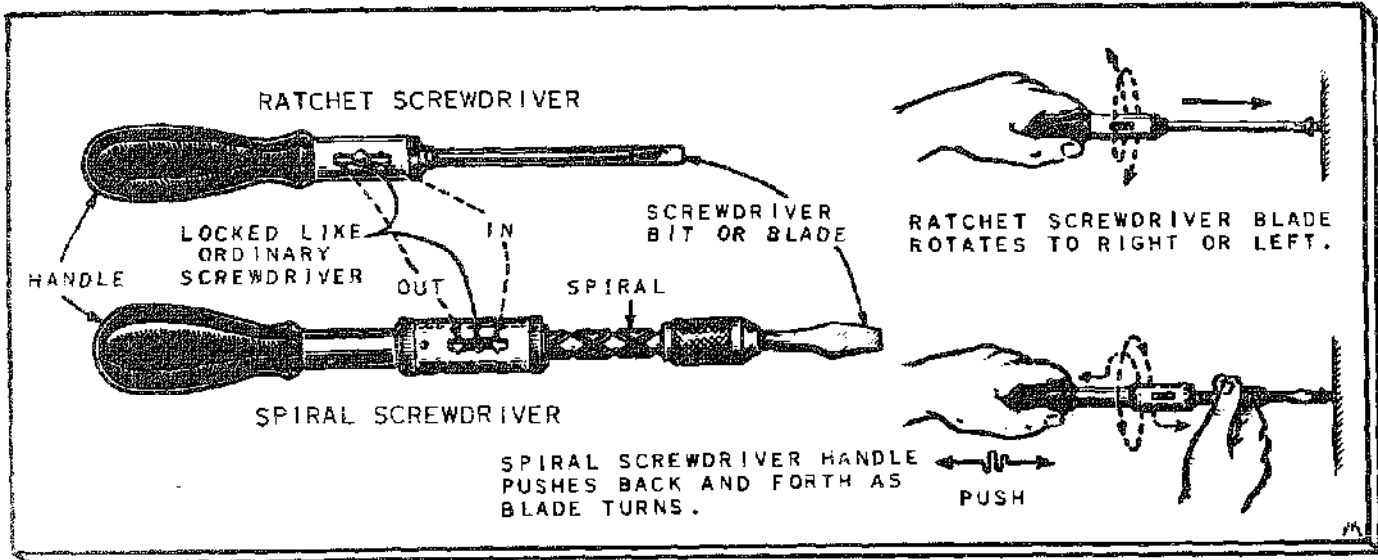 RATCHET SCREWDRIVER
RATCHET SCREWDRIVER BLADE
ROTATES TO RIGHT OR LEFT.
SCREWDRIVER
BIT OR BLADE
LOCKED LIKE
ORDINARY
SCREWDRIVER
IN
HANDLE
OUT
SPIRAL
SPIRAL SCREWDRIVER
SPIRAL SCREWDRIVER HANDLE
PUSHES BACK AND FORTH AS
BLADE TURNS.
PUSH